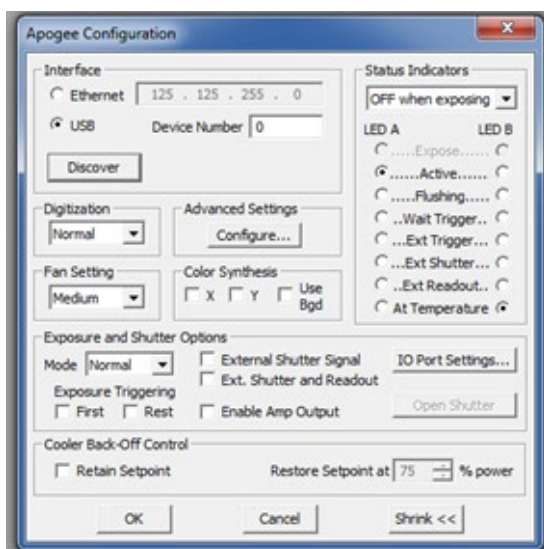 Apogee Configuration
Interface
Ethernet 125 . 125 . 255 . 0
USB Device Number 0
Discover
Status Indicators
OFF when exposing
LED A LED B
.....Expose......
......Active......
......Flushing....
..Wait Trigger..
...Ext Trigger...
...Ext Shutter...
..Ext Readout..
At Temperature
Digitization
Normal
Advanced Settings
Configure...
Fan Setting
Medium
Color Synthesis
X Y Use Bgd
Exposure and Shutter Options
Mode Normal
External Shutter Signal
IO Port Settings...
Ext. Shutter and Readout
Exposure Triggering
First Rest
Enable Amp Output
Open Shutter
Cooler Back-Off Control
Retain Setpoint Restore Setpoint at 75 % power
OK Cancel Shrink <<